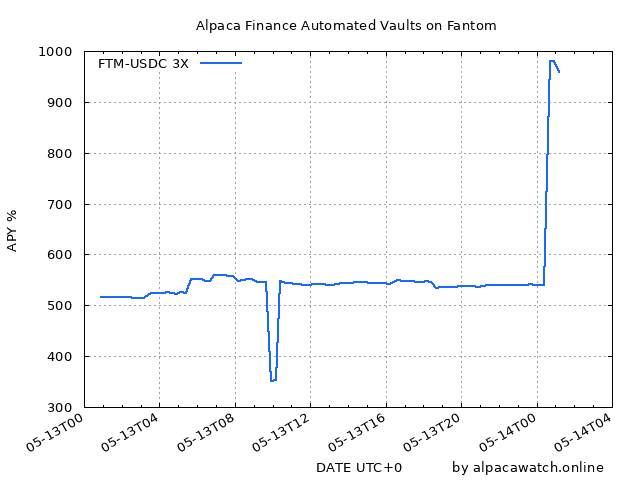 Alpaca Finance Automated Vaults on Fantom
FTM-USDC 3X
1000
900
800
700
600
500
400
300
APY %
05-13T00
05-13T04
05-13T08
05-13T12
05-13T16
05-13T20
05-14T00
05-14T04
DATE UTC+0
by alpacawatch.online